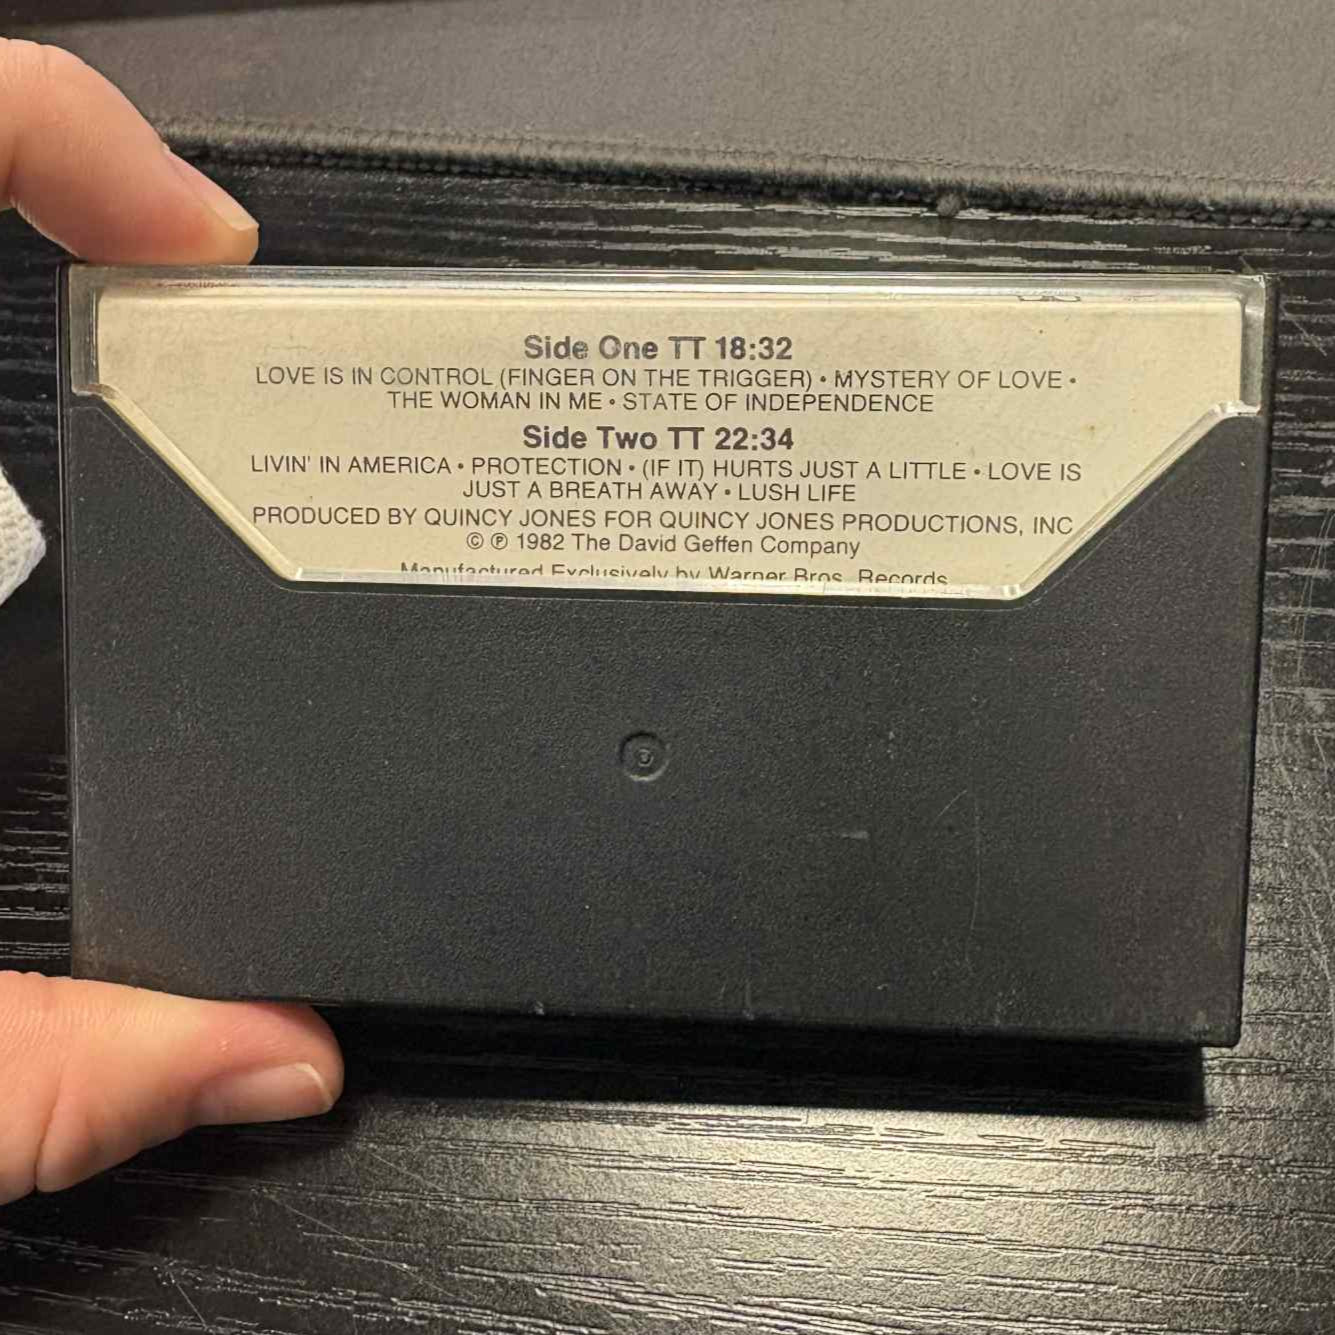 Side One TT 18:32
LOVE IS IN CONTROL (FINGER ON THE TRIGGER) • MYSTERY OF LOVE •
THE WOMAN IN ME • STATE OF INDEPENDENCE
Side Two TT 22:34
LIVIN' IN AMERICA • PROTECTION • (IF IT) HURTS JUST A LITTLE • LOVE IS
JUST A BREATH AWAY • LUSH LIFE
PRODUCED BY QUINCY JONES FOR QUINCY JONES PRODUCTIONS, INC
© ℗ 1982 The David Geffen Company
Manufactured Exclusively by Warner Bros. Records